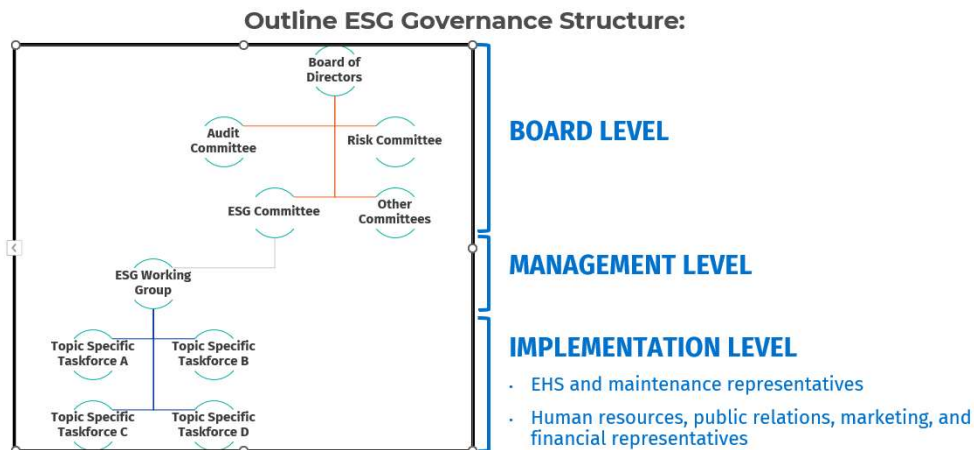 Outline ESG Governance Structure:
Board of
Directors
Audit
Committee
Risk Committee
ESG Committee
Other
Committees
ESG Working
Group
Topic Specific
Taskforce A
Topic Specific
Taskforce B
Topic Specific
Taskforce C
Topic Specific
Taskforce D
BOARD LEVEL
MANAGEMENT LEVEL
IMPLEMENTATION LEVEL
· EHS and maintenance representatives
· Human resources, public relations, marketing, and
financial representatives